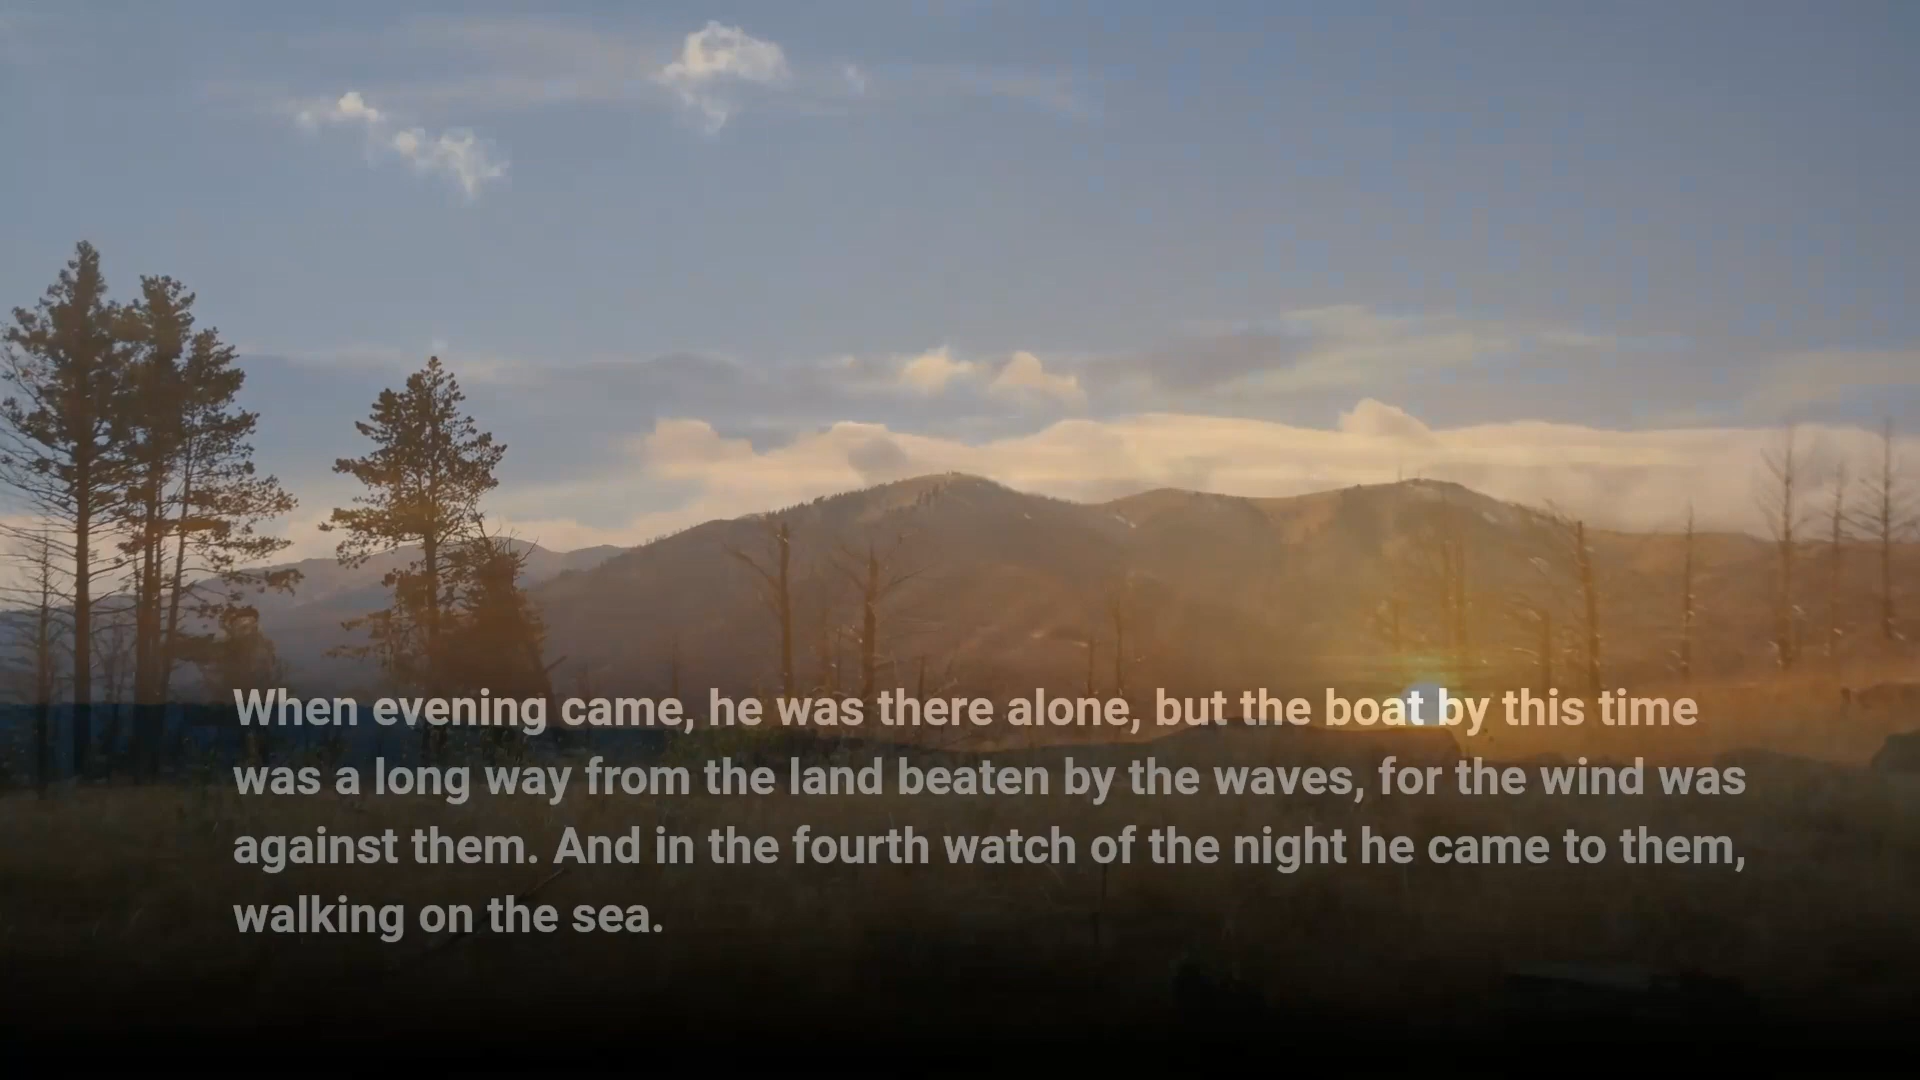 When evening came, he was there alone, but the boat by this time
was a long way from the land beaten by the waves, for the wind was
against them. And in the fourth watch of the night he came to them,
walking on the sea.